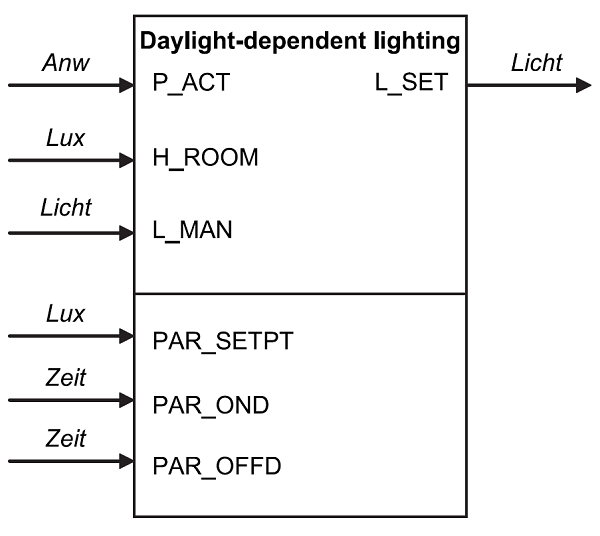 Daylight-dependent lighting
Anw P_ACT L_SET Licht
Lux H_ROOM
Licht L_MAN
Lux PAR_SETPT
Zeit PAR_OND
Zeit PAR_OFFD